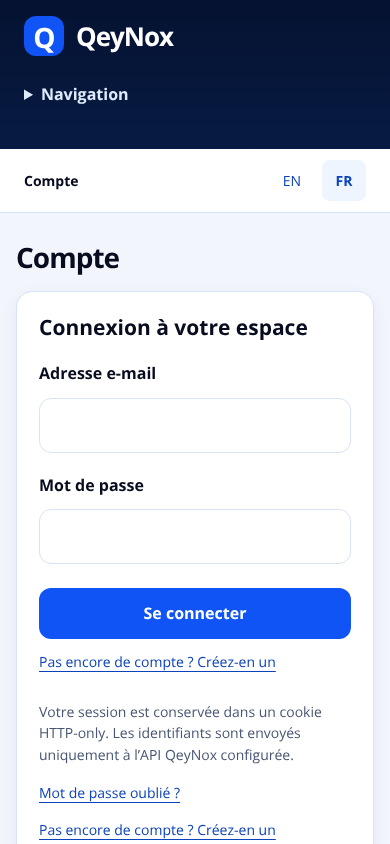 Q QeyNox
Navigation
Compte EN FR
Compte
Connexion à votre espace
Adresse e-mail
Mot de passe
Se connecter
Pas encore de compte ? Créez-en un
Votre session est conservée dans un cookie
HTTP-only. Les identifiants sont envoyés
uniquement à l’API QeyNox configurée.
Mot de passe oublié ?
Pas encore de compte ? Créez-en un